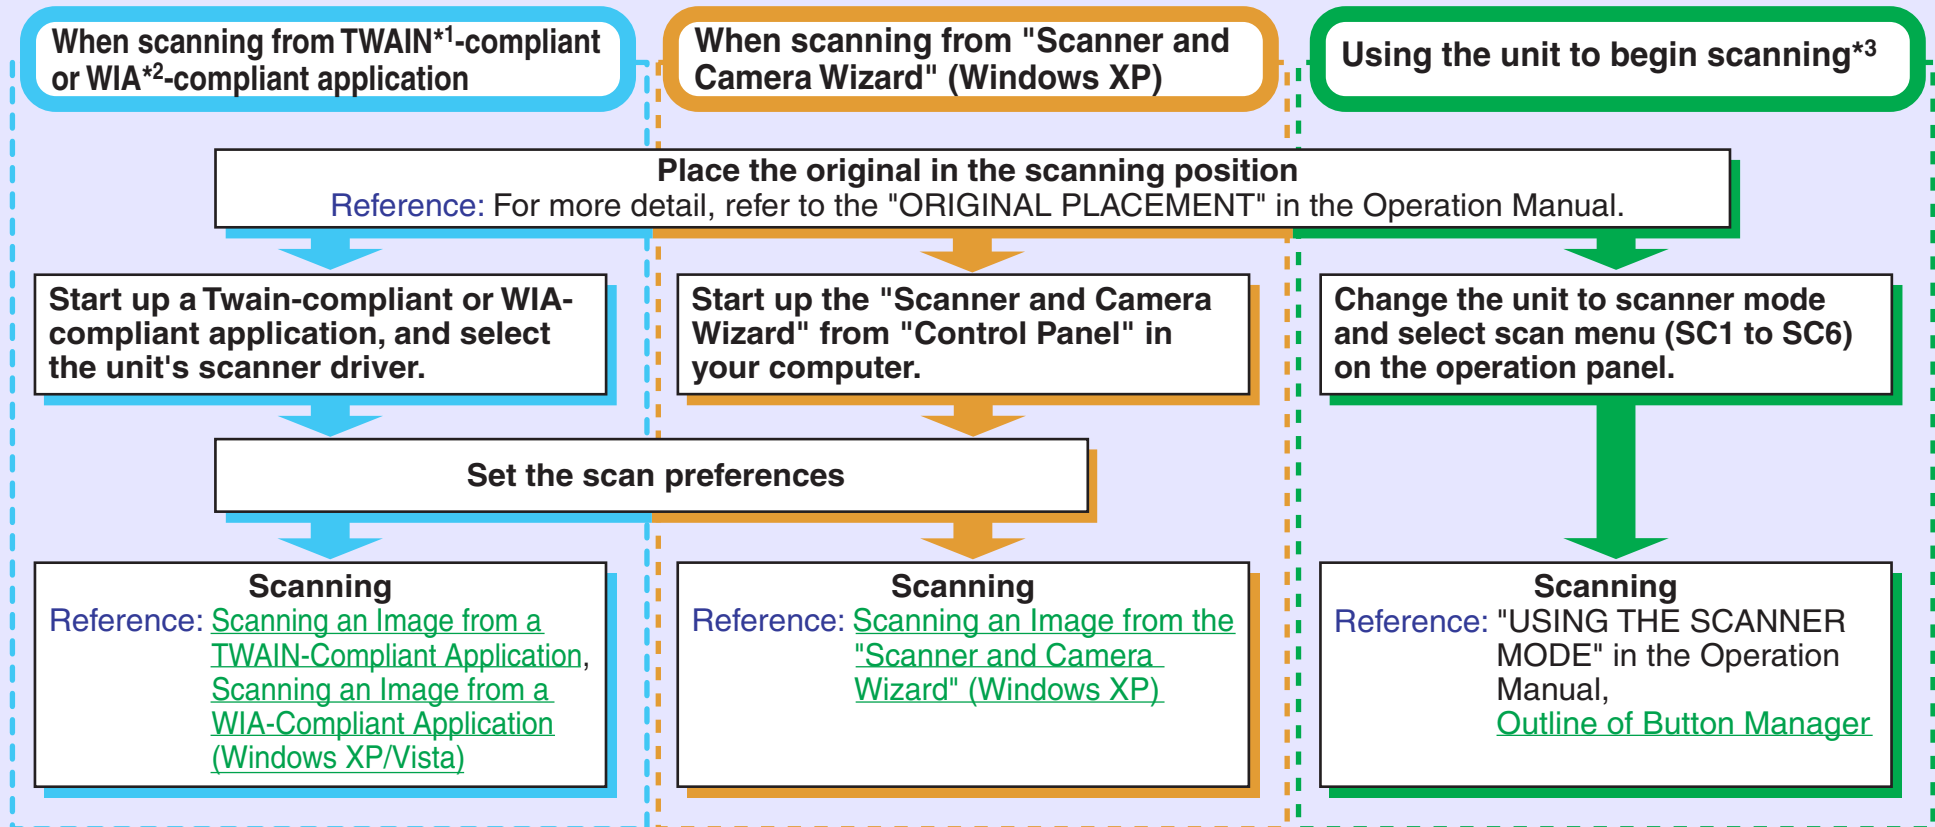 When scanning from TWAIN*1-compliant
or WIA*2-compliant application
When scanning from "Scanner and
Camera Wizard" (Windows XP)
Using the unit to begin scanning*3
Place the original in the scanning position
Reference: For more detail, refer to the "ORIGINAL PLACEMENT" in the Operation Manual.
Start up a Twain-compliant or WIA-
compliant application, and select
the unit's scanner driver.
Start up the "Scanner and Camera
Wizard" from "Control Panel" in
your computer.
Change the unit to scanner mode
and select scan menu (SC1 to SC6)
on the operation panel.
Set the scan preferences
Scanning
Reference: Scanning an Image from a
TWAIN-Compliant Application,
Scanning an Image from a
WIA-Compliant Application
(Windows XP/Vista)
Scanning
Reference: Scanning an Image from the
"Scanner and Camera
Wizard" (Windows XP)
Scanning
Reference: "USING THE SCANNER
MODE" in the Operation
Manual,
Outline of Button Manager